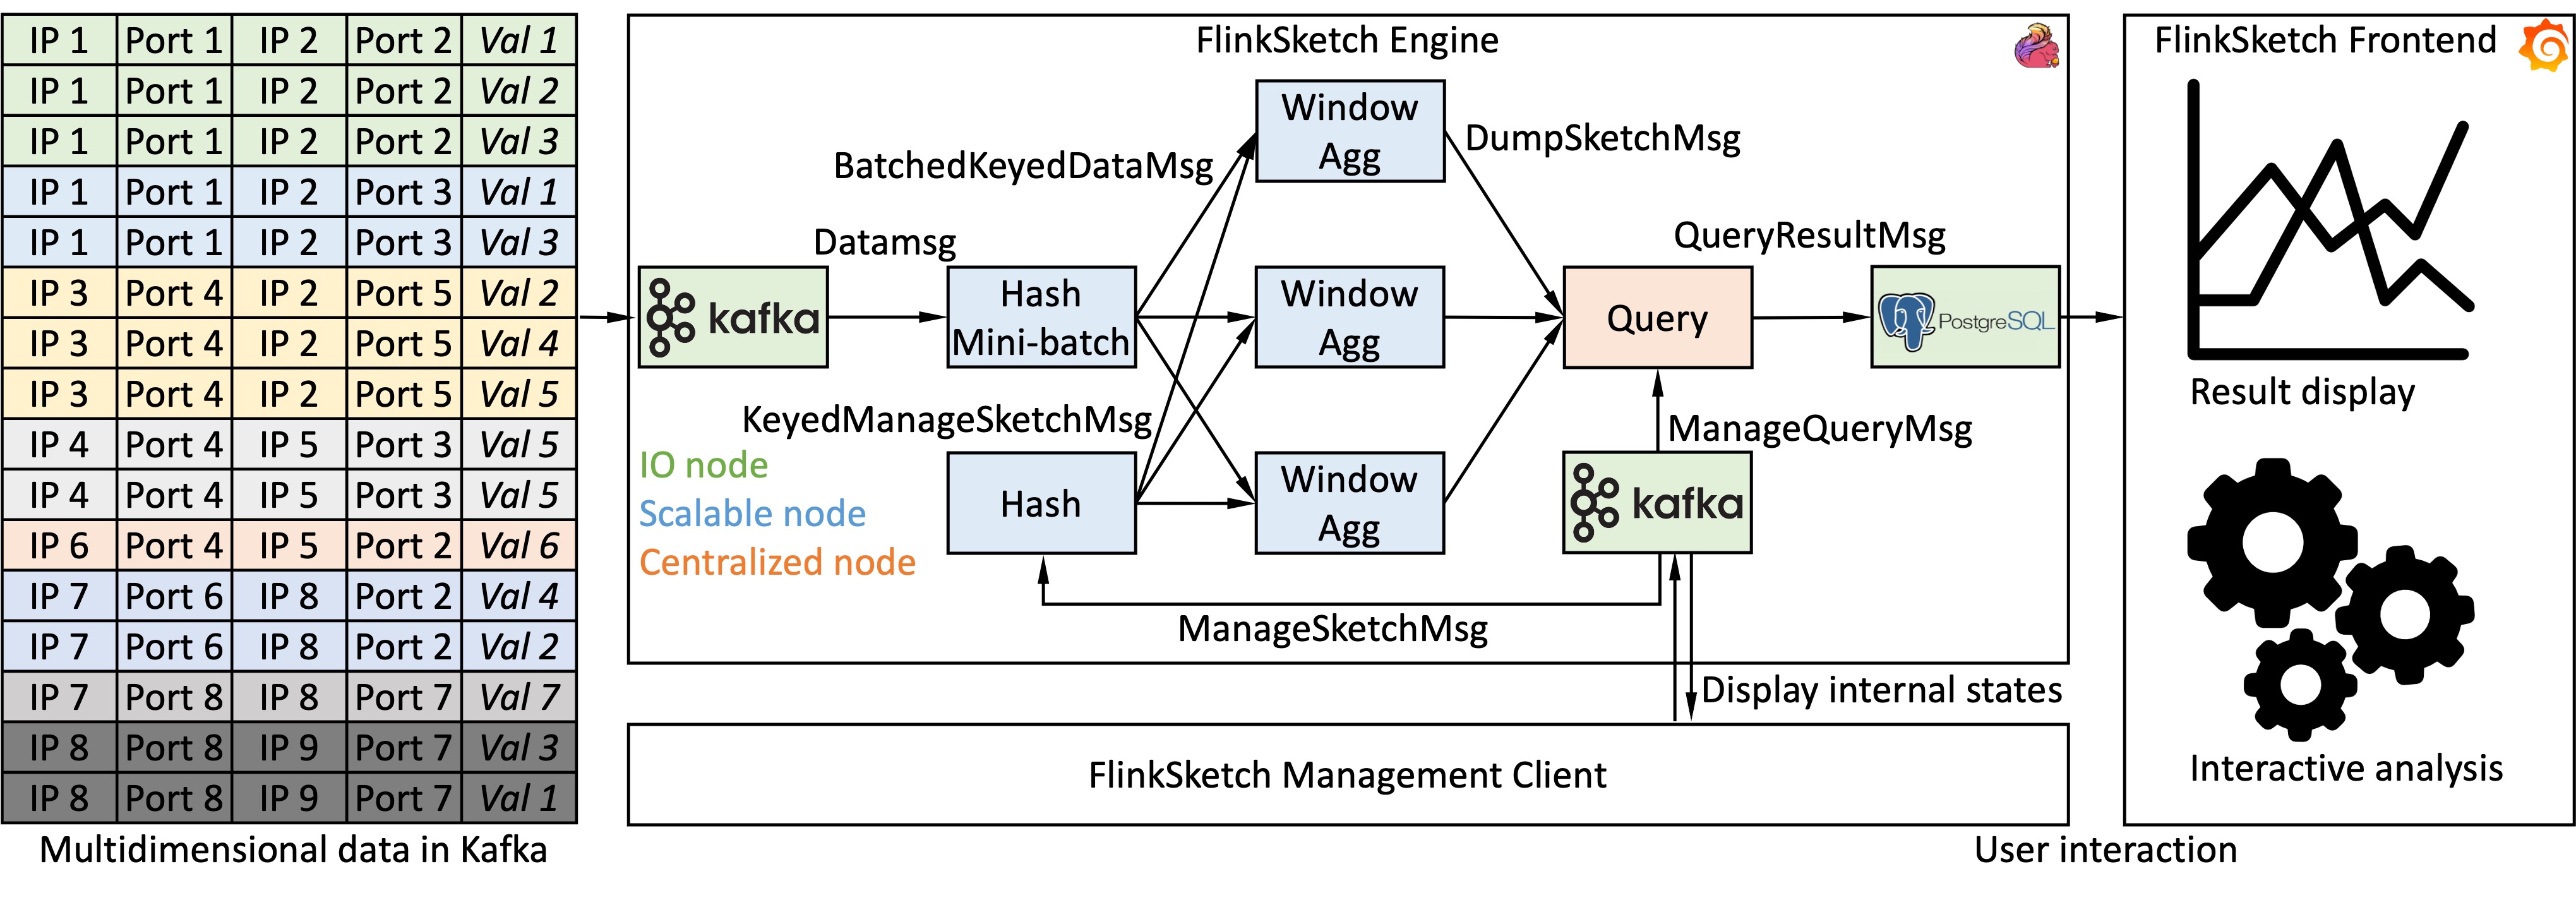 IP 1 Port 1 IP 2 Port 2 Val 1
IP 1 Port 1 IP 2 Port 2 Val 2
IP 1 Port 1 IP 2 Port 2 Val 3
IP 1 Port 1 IP 2 Port 3 Val 1
IP 1 Port 1 IP 2 Port 3 Val 3
IP 3 Port 4 IP 2 Port 5 Val 2
IP 3 Port 4 IP 2 Port 5 Val 4
IP 3 Port 4 IP 2 Port 5 Val 5
IP 4 Port 4 IP 5 Port 3 Val 5
IP 4 Port 4 IP 5 Port 3 Val 5
IP 6 Port 4 IP 5 Port 2 Val 6
IP 7 Port 6 IP 8 Port 2 Val 4
IP 7 Port 6 IP 8 Port 2 Val 2
IP 7 Port 8 IP 8 Port 7 Val 7
IP 8 Port 8 IP 9 Port 7 Val 3
IP 8 Port 8 IP 9 Port 7 Val 1
Multidimensional data in Kafka
FlinkSketch Engine
Window
Agg
DumpSketchMsg
BatchedKeyedDataMsg
Datamsg
QueryResultMsg
kafka
Hash
Mini-batch
Window
Agg
Query
PostgreSQL
KeyedManageSketchMsg
ManageQueryMsg
IO node
Scalable node
Centralized node
Hash
Window
Agg
kafka
ManageSketchMsg
Display internal states
FlinkSketch Management Client
FlinkSketch Frontend
Result display
Interactive analysis
User interaction